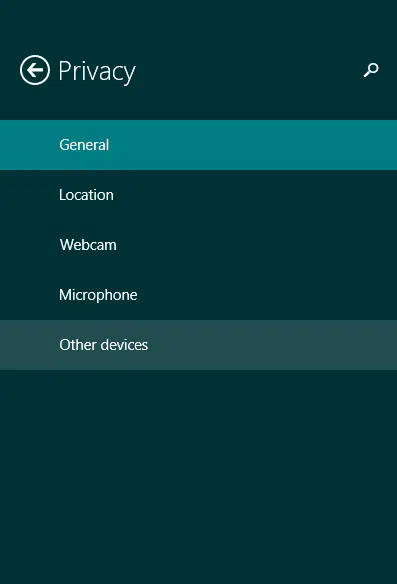 Privacy
General
Location
Webcam
Microphone
Other devices